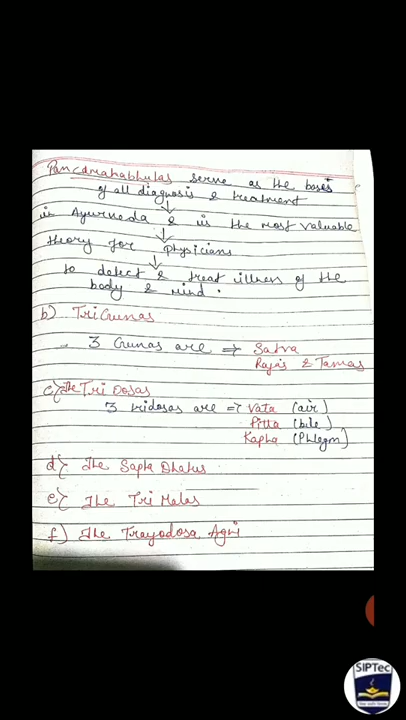 Pancamahabhutas serve as the bases
of all diagnosis & treatment
↓
in Ayurveda & is the most valuable
↓
theory for physicians
↓
to detect & treat illness of the
body & mind.
b) TriGunas
- 3 Gunas are ⇒ Satva
Rajas & Tamas
c) The Tri Dosas
3 tridosas are ⇒ Vata (air)
Pitta (bile)
Kapha (Phlegm)
d) The Sapta Dhatus
e) The Tri Malas
f) The Trayodosa Agni
SIPTec